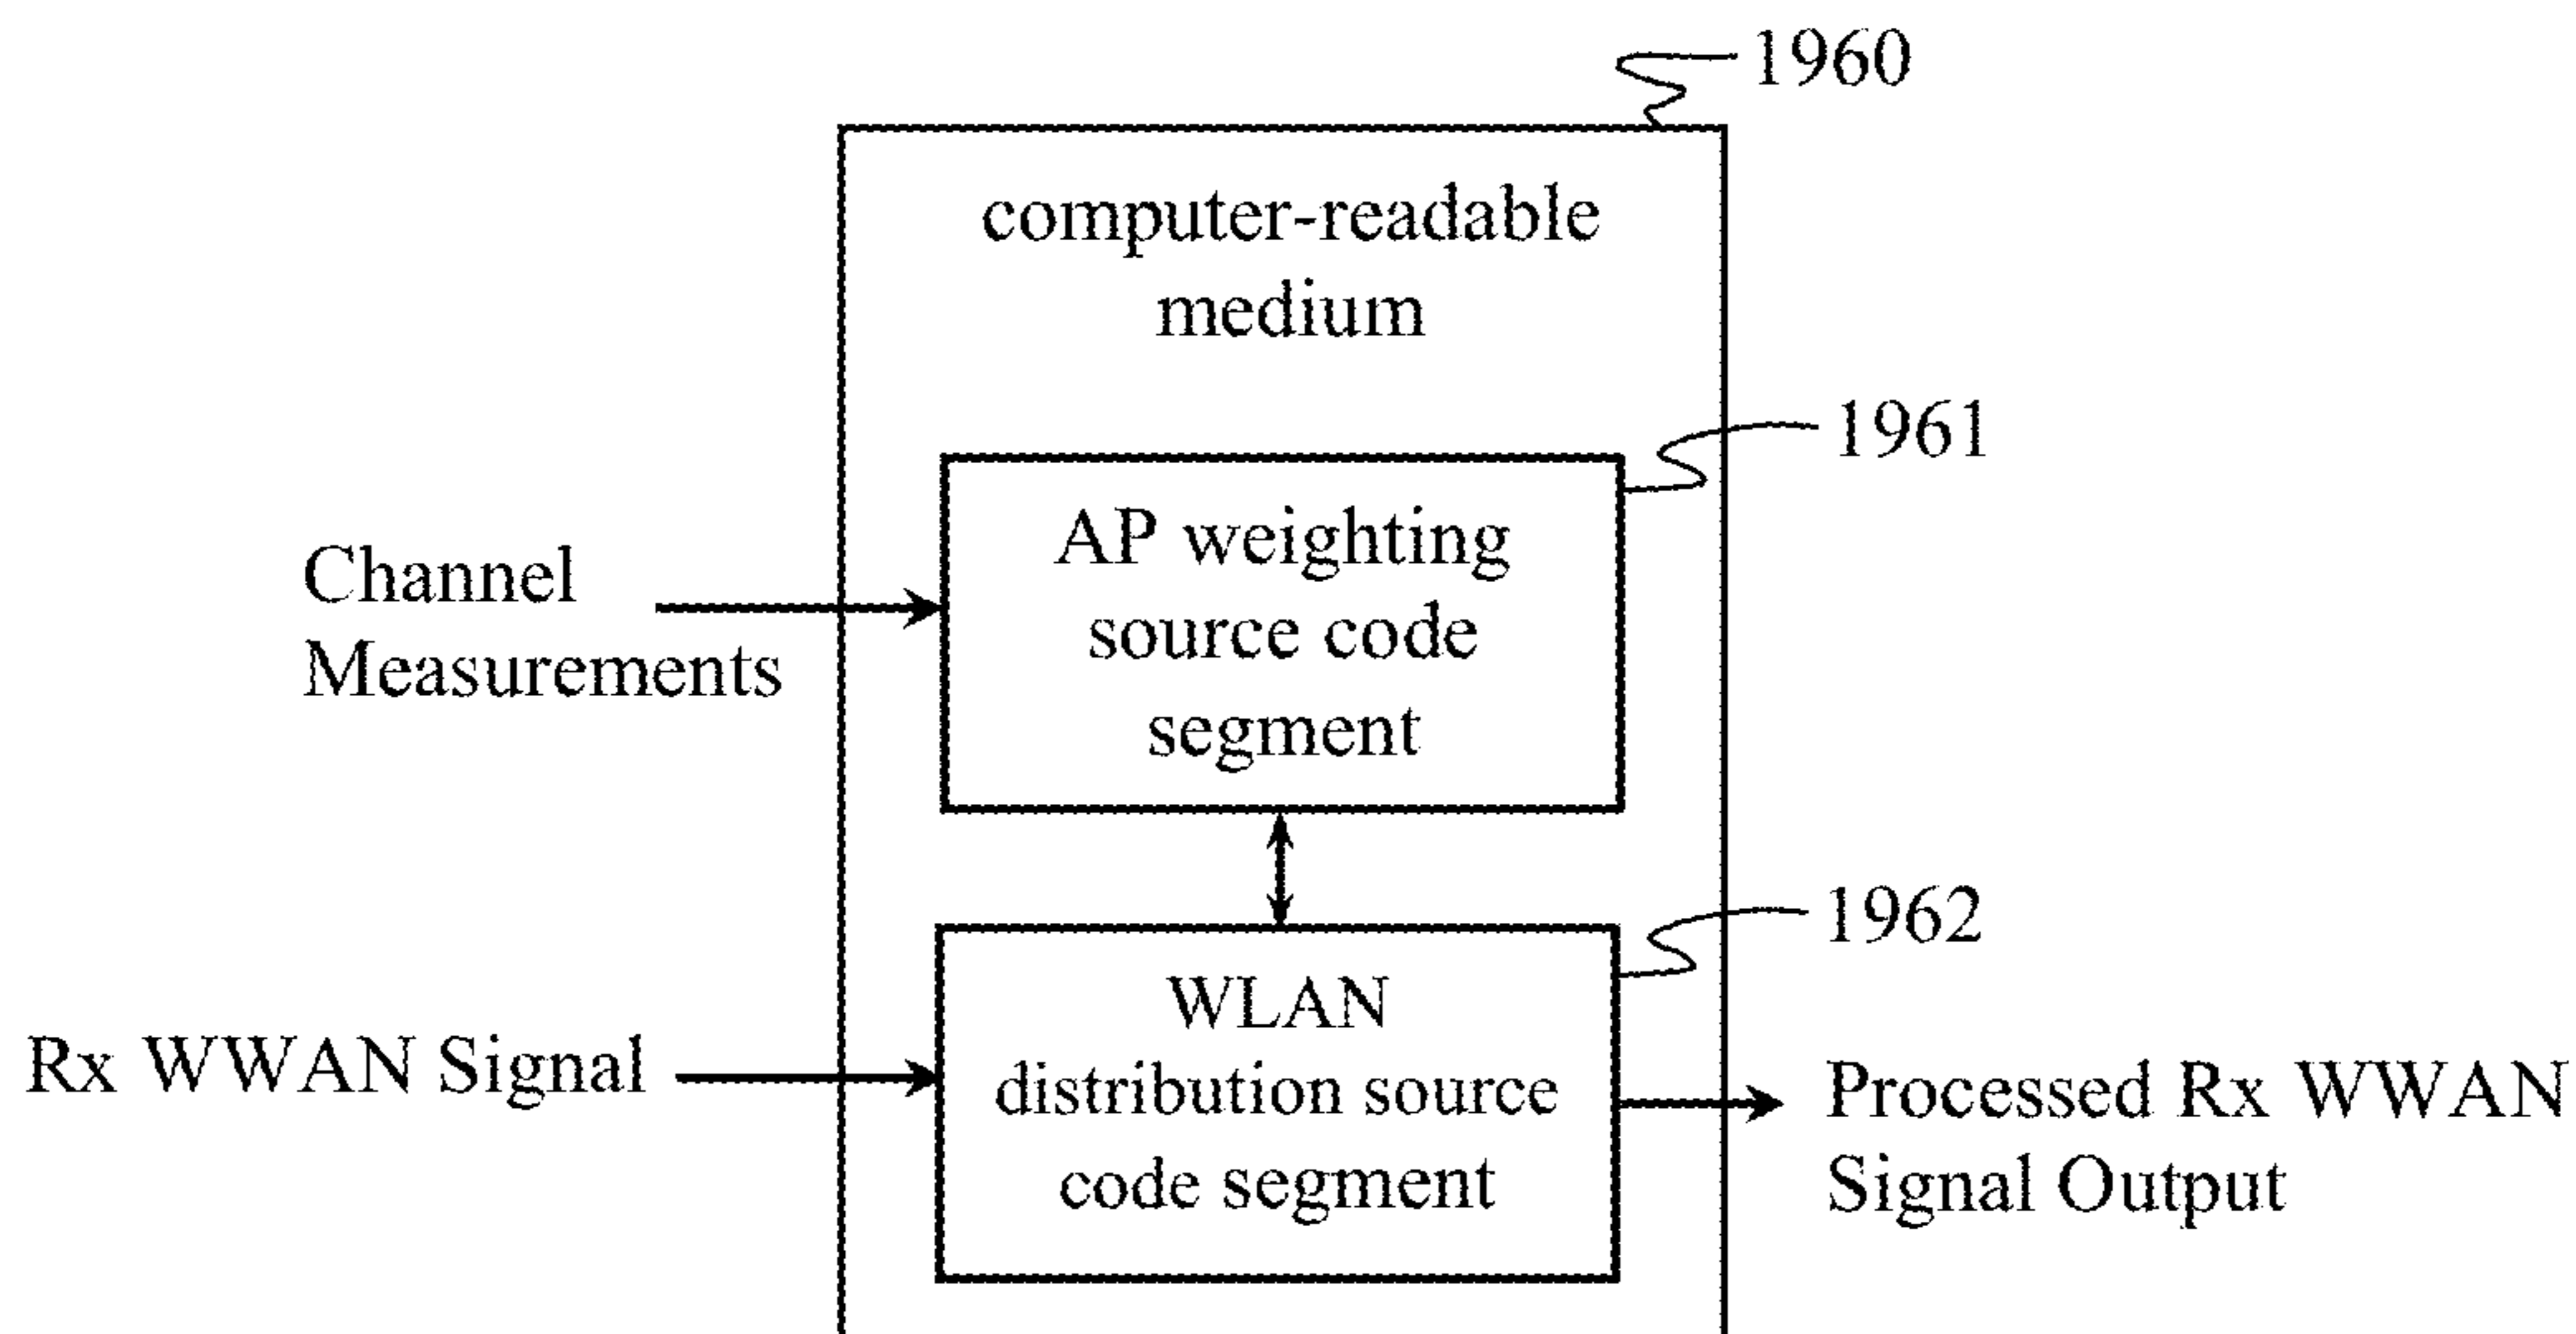 1960
computer-readable
medium
1961
AP weighting
source code
segment
Channel
Measurements
1962
WLAN
distribution source
code segment
Rx WWAN Signal
Processed Rx WWAN
Signal Output